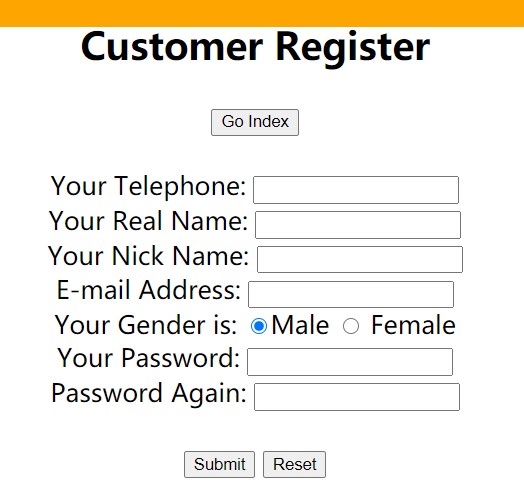 Customer Register
Go Index
Your Telephone:
Your Real Name:
Your Nick Name:
E-mail Address:
Your Gender is: Male Female
Your Password:
Password Again:
Submit Reset